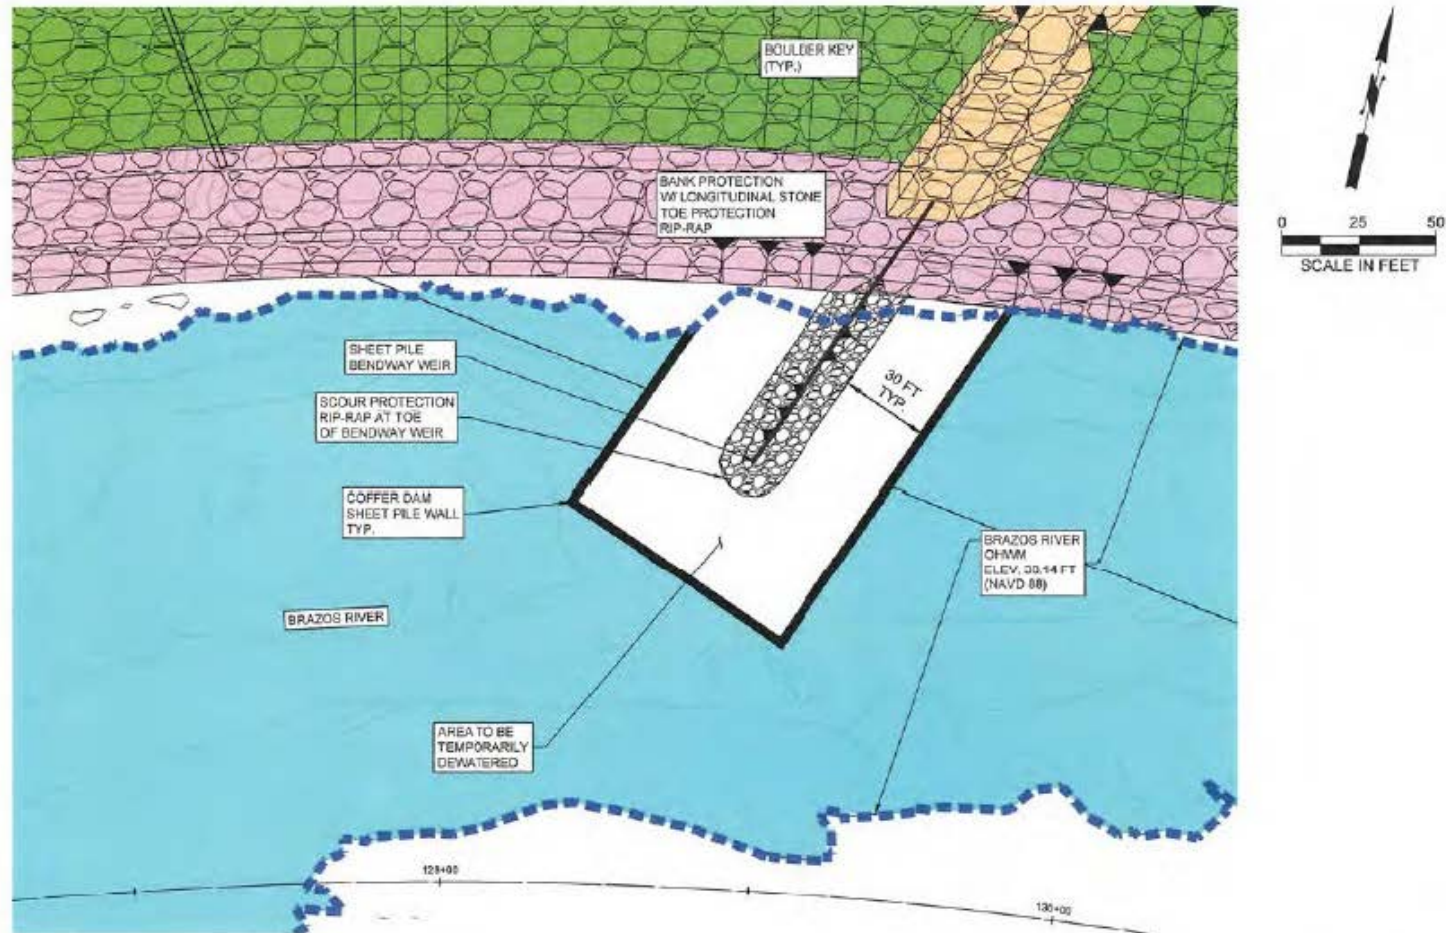 BOULDER KEY
(TYP.)
0 25 50
SCALE IN FEET
BANK PROTECTION
W/ LONGITUDINAL STONE
TOE PROTECTION
RIP-RAP
SHEET PILE
BENDWAY WEIR
30 FT
TYP.
SCOUR PROTECTION
RIP-RAP AT TOE
OF BENDWAY WEIR
COFFER DAM
SHEET PILE WALL
TYP.
BRAZOS RIVER
OHWM
ELEV. 30.14 FT
(NAVD 88)
BRAZOS RIVER
AREA TO BE
TEMPORARILY
DEWATERED
130+00